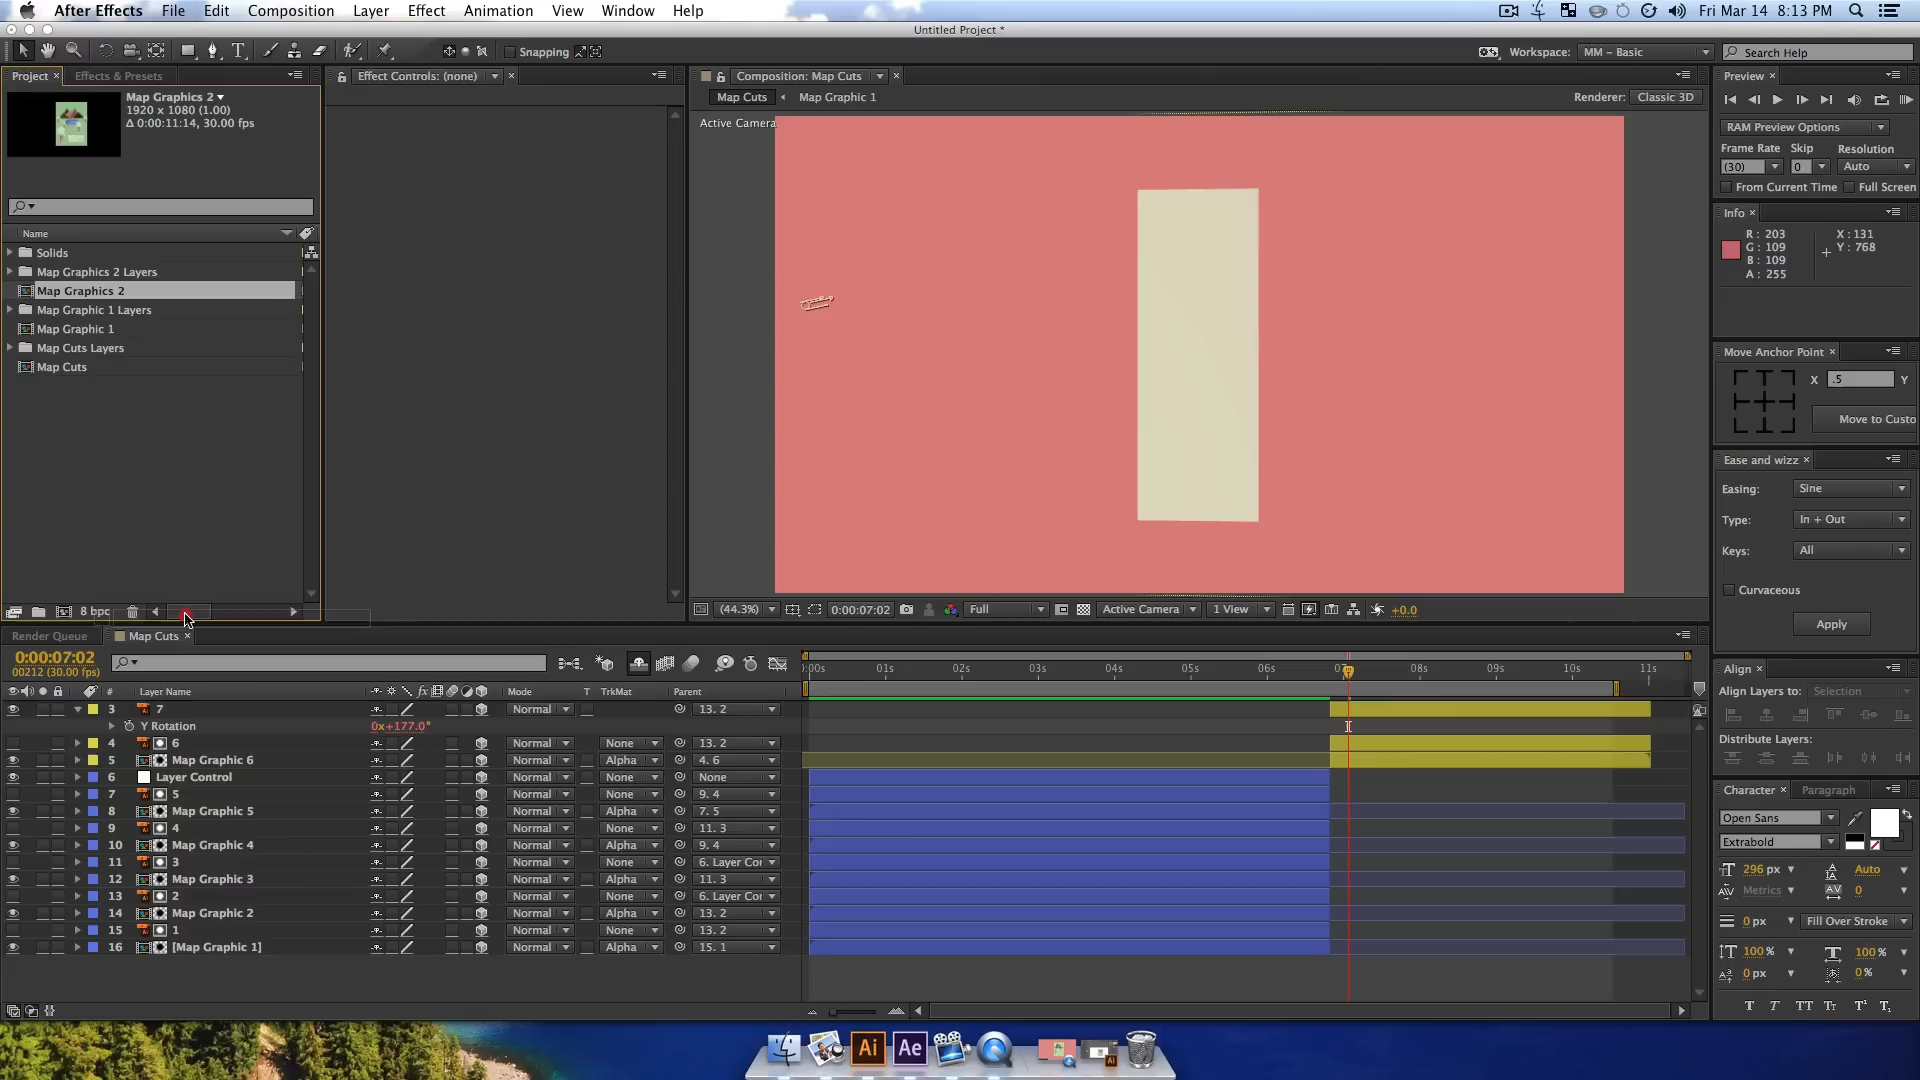 After Effects File Edit Composition Layer Effect Animation View Window Help Fri Mar 14 8:13 PM
Untitled Project *
Snapping Workspace: MM – Basic Search Help
Project × Effects & Presets Effect Controls: (none) × Composition: Map Cuts × Preview ×
Map Graphics 2
1920 x 1080 (1.00)
Δ 0:00:11:14, 30.00 fps
Map Cuts Map Graphic 1 Renderer: Classic 3D
Active Camera
RAM Preview Options
Frame Rate Skip Resolution
(30) 0 Auto
From Current Time Full Screen
Info ×
R : 203 X : 131
G : 109 Y : 768
B : 109
A : 255
Name
Solids
Map Graphics 2 Layers
Map Graphics 2
Map Graphic 1 Layers
Map Graphic 1
Map Cuts Layers
Map Cuts
Move Anchor Point ×
X .5 Y
Move to Custo
Ease and wizz ×
Easing: Sine
Type: In + Out
Keys: All
Curvaceous
Apply
8 bpc
(44.3%) 0:00:07:02 Full Active Camera 1 View +0.0
Render Queue Map Cuts ×
0:00:07:02
00212 (30.00 fps)
:00s 01s 02s 03s 04s 05s 06s 07 08s 09s 10s 11s
# Layer Name fx Mode T TrkMat Parent
3 7 Normal 13. 2
Y Rotation 0x+177.0°
4 6 Normal None 13. 2
5 Map Graphic 6 Normal Alpha 4. 6
6 Layer Control Normal None None
7 5 Normal None 9. 4
8 Map Graphic 5 Normal Alpha 7. 5
9 4 Normal None 11. 3
10 Map Graphic 4 Normal Alpha 9. 4
11 3 Normal None 6. Layer Cor
12 Map Graphic 3 Normal Alpha 11. 3
13 2 Normal None 6. Layer Cor
14 Map Graphic 2 Normal Alpha 13. 2
15 1 Normal None 13. 2
16 [Map Graphic 1] Normal Alpha 15. 1
Align ×
Align Layers to: Selection
Distribute Layers:
Character × Paragraph
Open Sans
Extrabold
296 px Auto
Metrics 0
0 px Fill Over Stroke
100 % 100 %
0 px 0 %
T T TT Tr T¹ T₁
Ai Ae